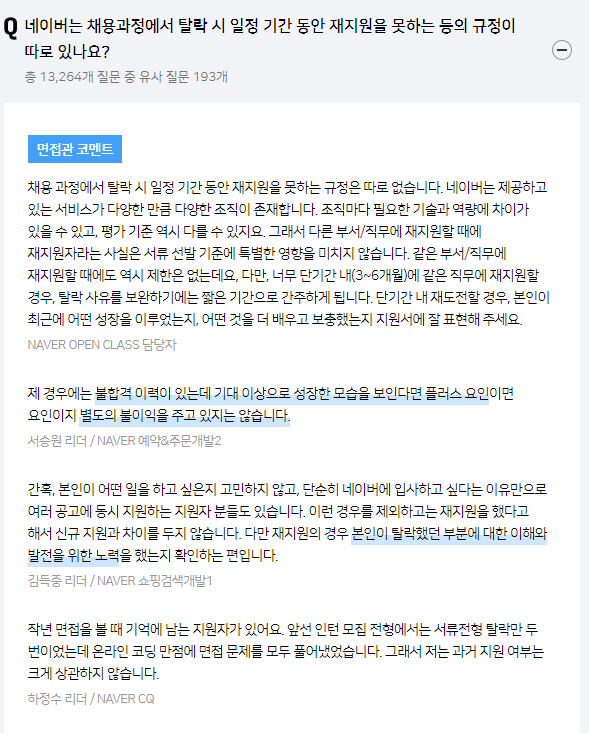 Q 네이버는 채용과정에서 탈락 시 일정 기간 동안 재지원을 못하는 등의 규정이
따로 있나요?
총 13,264개 질문 중 유사 질문 193개
면접관 코멘트
채용 과정에서 탈락 시 일정 기간 동안 재지원을 못하는 규정은 따로 없습니다. 네이버는 제공하고
있는 서비스가 다양한 만큼 다양한 조직이 존재합니다. 조직마다 필요한 기술과 역량에 차이가
있을 수 있고, 평가 기준 역시 다를 수 있지요. 그래서 다른 부서/직무에 재지원할 때에
재지원자라는 사실은 서류 선발 기준에 특별한 영향을 미치지 않습니다. 같은 부서/직무에
재지원할 때에도 역시 제한은 없는데요, 다만, 너무 단기간 내(3~6개월)에 같은 직무에 재지원할
경우, 탈락 사유를 보완하기에는 짧은 기간으로 간주하게 됩니다. 단기간 내 재도전할 경우, 본인이
최근에 어떤 성장을 이루었는지, 어떤 것을 더 배우고 보충했는지 지원서에 잘 표현해 주세요.
NAVER OPEN CLASS 담당자
제 경우에는 불합격 이력이 있는데 기대 이상으로 성장한 모습을 보인다면 플러스 요인이면
요인이지 별도의 불이익을 주고 있지는 않습니다.
서승원 리더 / NAVER 예약&주문개발2
간혹, 본인이 어떤 일을 하고 싶은지 고민하지 않고, 단순히 네이버에 입사하고 싶다는 이유만으로
여러 공고에 동시 지원하는 지원자 분들도 있습니다. 이런 경우를 제외하고는 재지원을 했다고
해서 신규 지원과 차이를 두지 않습니다. 다만 재지원의 경우 본인이 탈락했던 부분에 대한 이해와
발전을 위한 노력을 했는지 확인하는 편입니다.
김득중 리더 / NAVER 쇼핑검색개발1
작년 면접을 볼 때 기억에 남는 지원자가 있어요. 앞선 인턴 모집 전형에서는 서류전형 탈락만 두
번이었는데 온라인 코딩 만점에 면접 문제를 모두 풀어냈었습니다. 그래서 저는 과거 지원 여부는
크게 상관하지 않습니다.
하정수 리더 / NAVER CQ